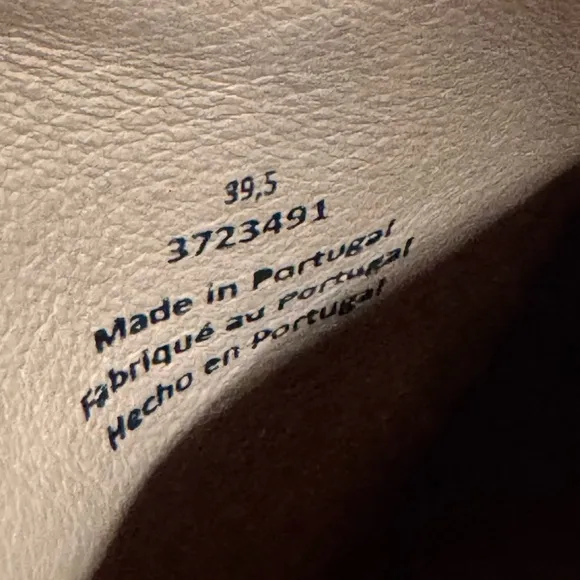 39,5
3723491
Made in Portugal
Fabriqué au Portugal
Hecho en Portugal